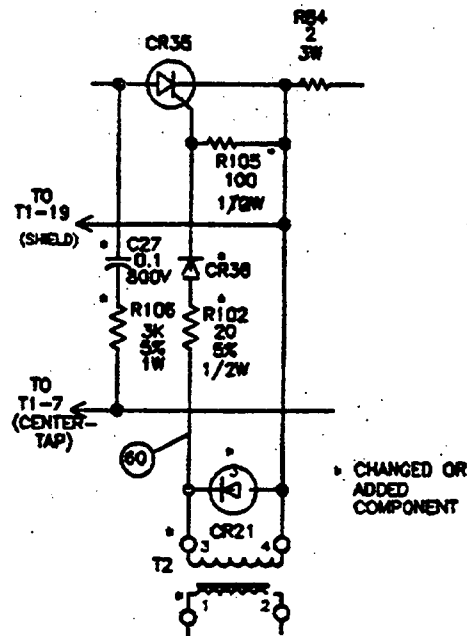 R64
2
3W
CR35
R105
100
1/2W
TO
T1-19
(SHIELD)
* C27
0.1
800V
* CR36
* R106
3K
5%
1W
* R102
20
5%
1/2W
TO
T1-7
(CENTER-
TAP)
60
*
CR21
* CHANGED OR
ADDED
COMPONENT
* 3
4
T2
* 1
2